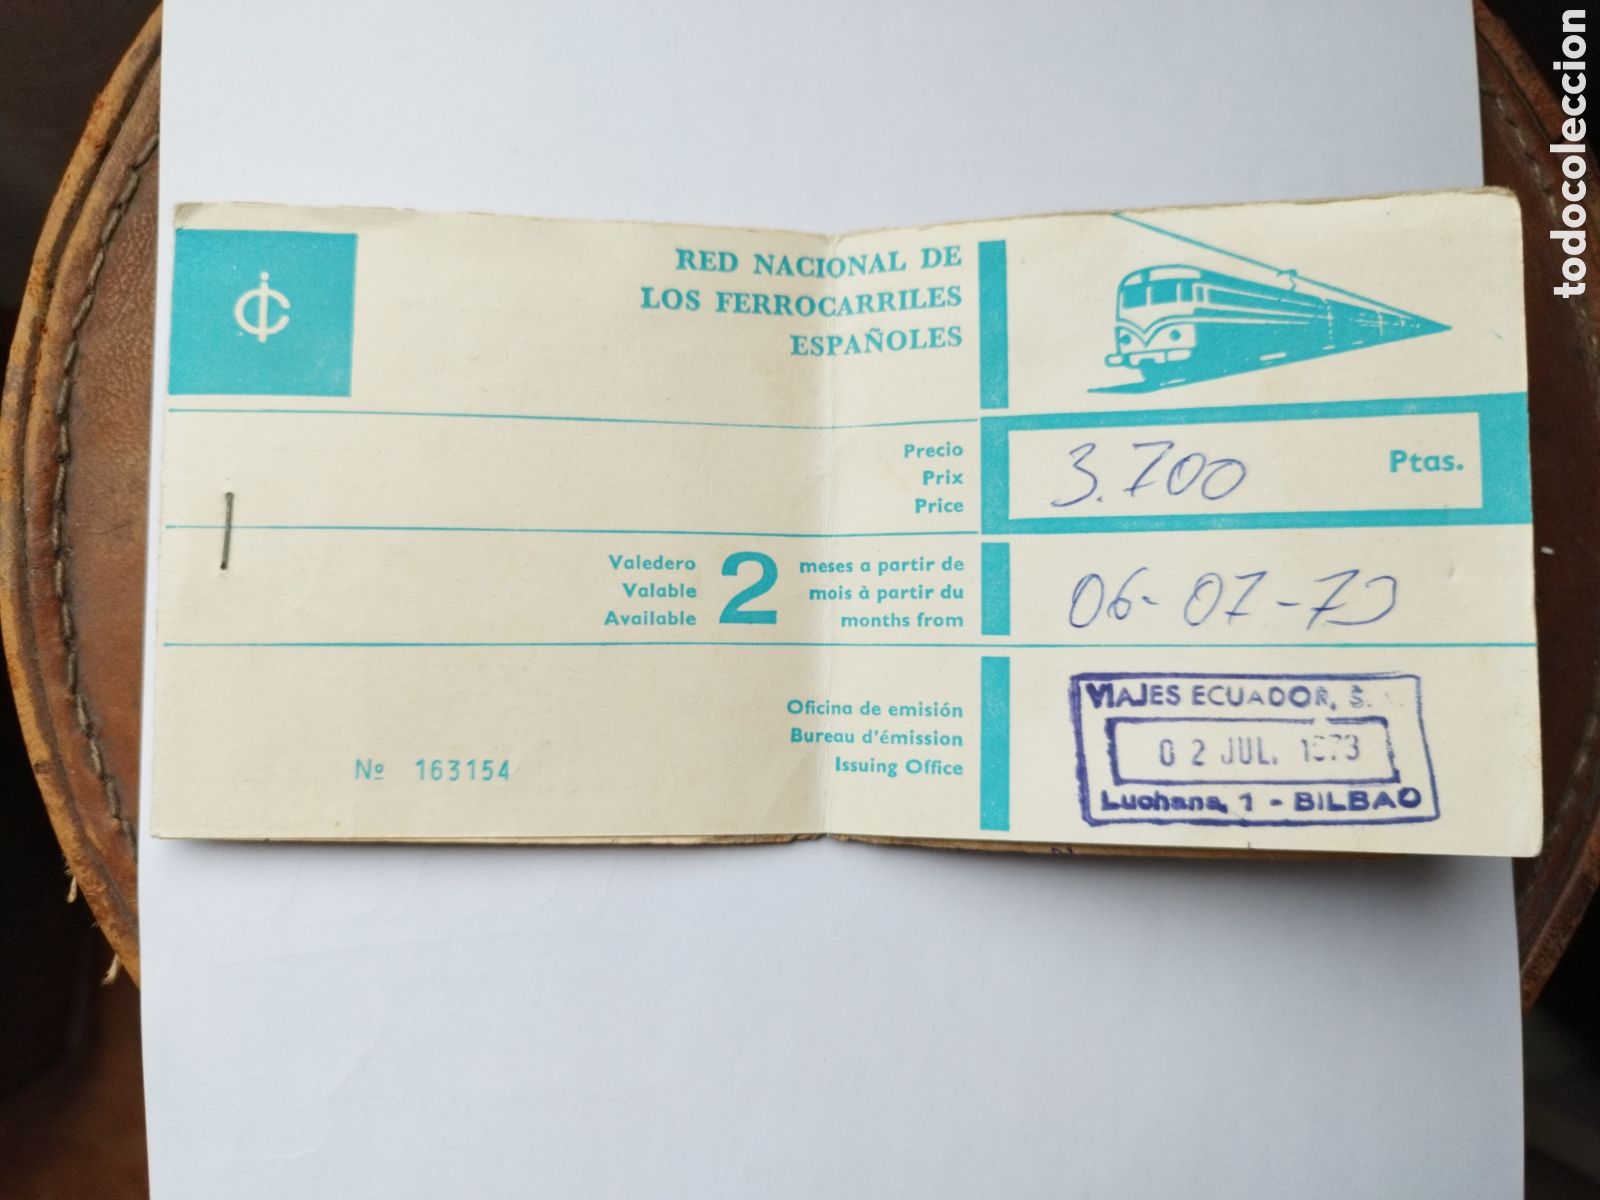 RED NACIONAL DE
LOS FERROCARRILES
ESPAÑOLES
Precio
Prix
Price
3.700 Ptas.
Valedero
Valable
Available
2
meses a partir de
mois à partir du
months from
06-07-73
Oficina de emisión
Bureau d'émission
Issuing Office
VIAJES ECUADOR, S.
02 JUL. 1973
Luchana, 1 - BILBAO
Nº 163154
todocoleccion